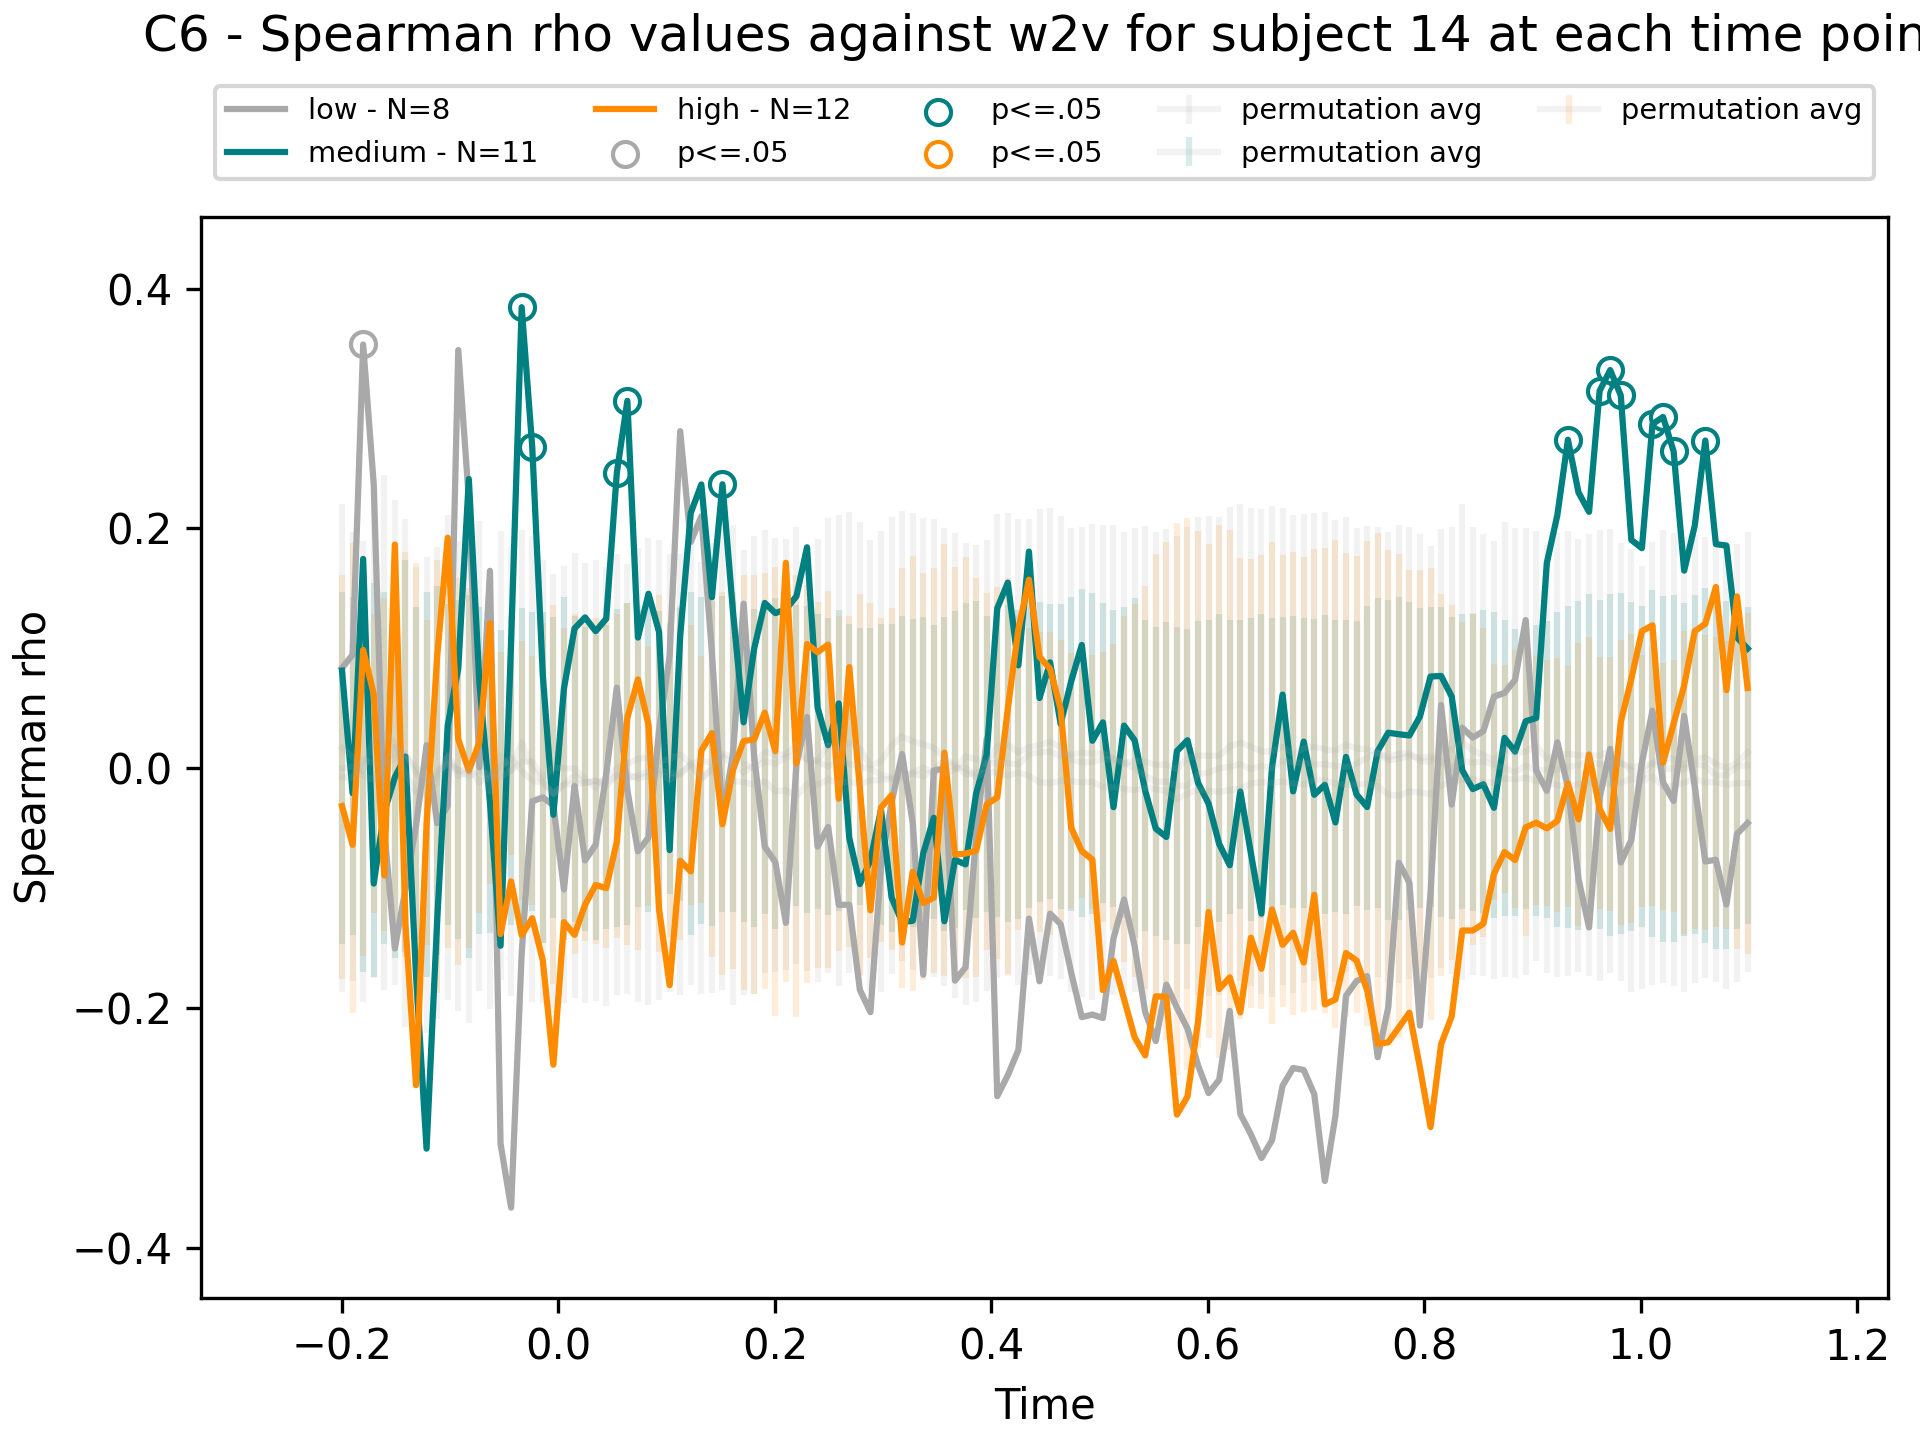 C6 - Spearman rho values against w2v for subject 14 at each time poin
low - N=8
medium - N=11
high - N=12
p<=.05
p<=.05
p<=.05
permutation avg
permutation avg
permutation avg
Spearman rho
0.4
0.2
0.0
−0.2
−0.4
−0.2 0.0 0.2 0.4 0.6 0.8 1.0 1.2
Time